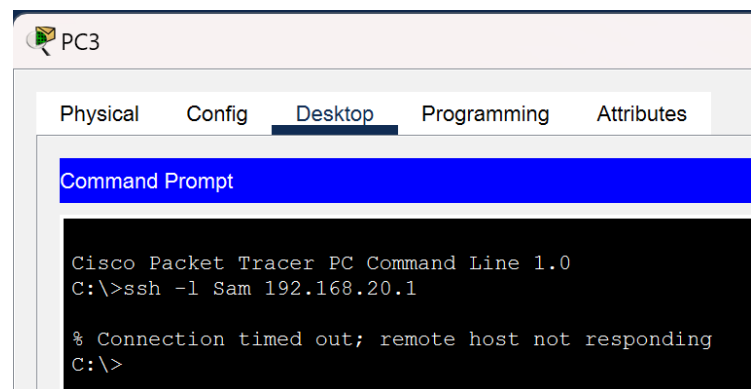 PC3
Physical Config Desktop Programming Attributes
Command Prompt
Cisco Packet Tracer PC Command Line 1.0
C:\>ssh -l Sam 192.168.20.1
% Connection timed out; remote host not responding
C:\>